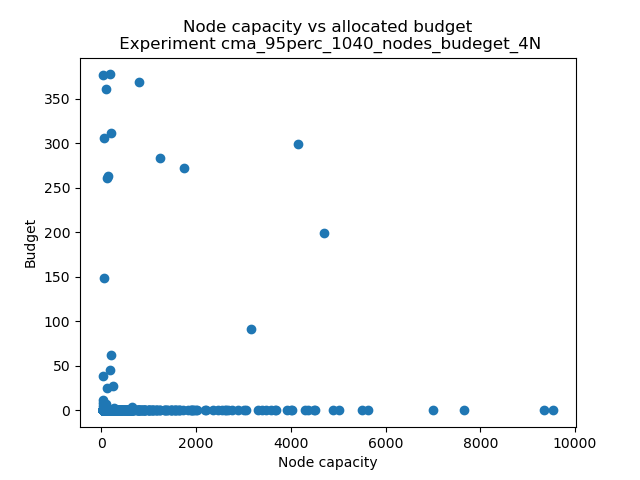 Node capacity vs allocated budget
Experiment cma_95perc_1040_nodes_budeget_4N
350
300
250
200
150
100
50
0
Budget
0 2000 4000 6000 8000 10000
Node capacity